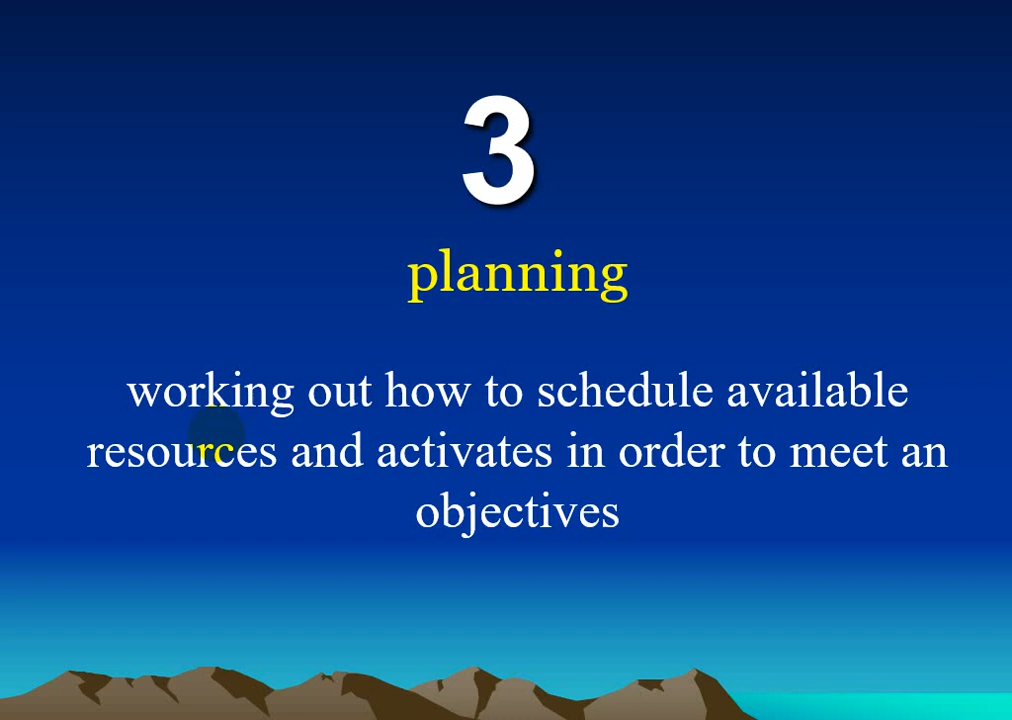 3
planning
working out how to schedule available
resources and activates in order to meet an
objectives